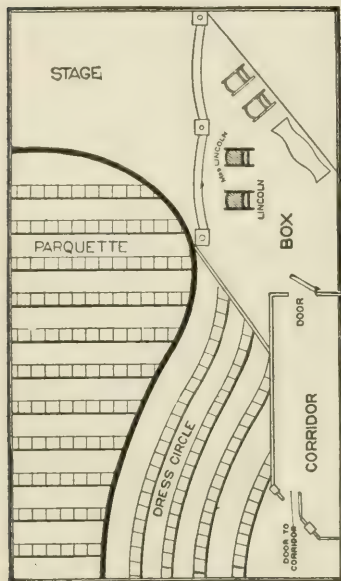 STAGE
MRS LINCOLN
LINCOLN
PARQUETTE
BOX
DOOR
DRESS CIRCLE
CORRIDOR
DOOR TO
CORRIDOR